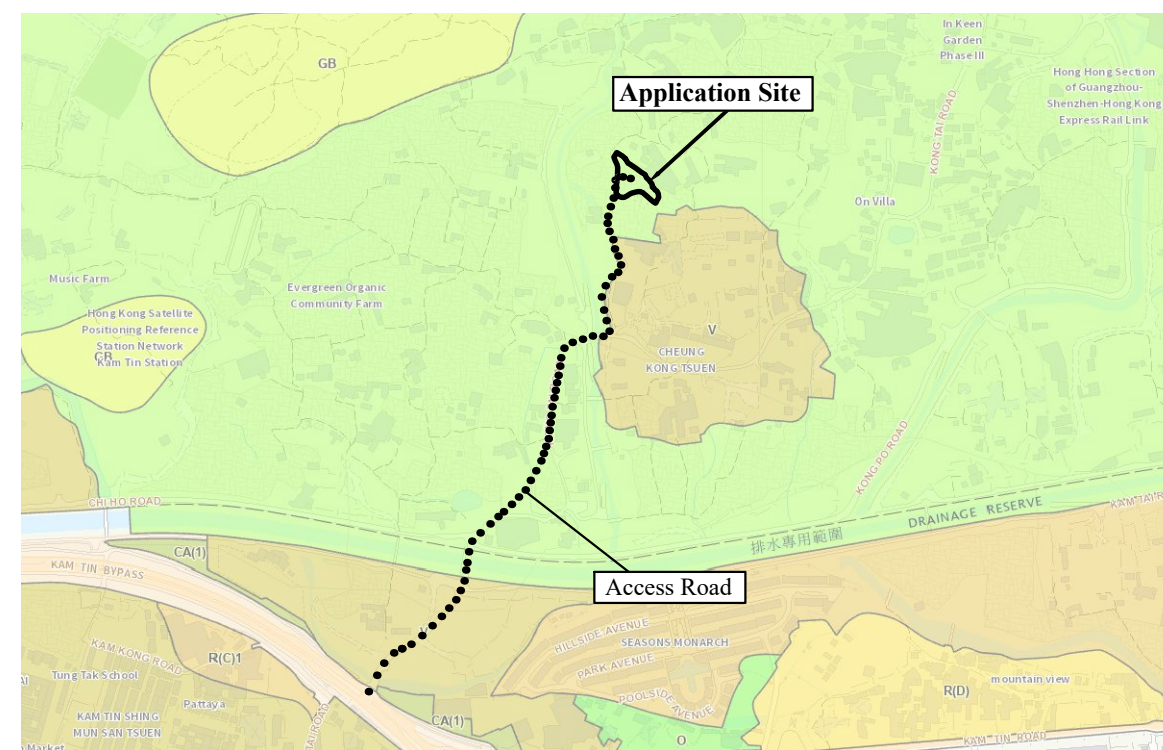 In Keen
Garden
Phase III
GB
Hong Hong Section
of Guangzhou-
Shenzhen-Hong Kong
Express Rail Link
Application Site
KONG TAI ROAD
On Villa
Music Farm
Evergreen Organic
Community Farm
Hong Kong Satellite
Positioning Reference
Station Network
Kam Tin Station
GB
V
CHEUNG
KONG TSUEN
KONG PO ROAD
CHI HO ROAD
DRAINAGE RESERVE
KAM TAI R
排水專用範圍
CA(1)
KAM TIN BYPASS
Access Road
V
HILLSIDE AVENUE
SEASONS MONARCH
KAM KONG ROAD
R(C)1
PARK AVENUE
Tung Tak School
mountain view
R(D)
Pattaya
POOLSIDE AVENUE
KAM TIN SHING
MUN SAN TSUEN
CA(1)
O
KAM TIN ROAD
Market